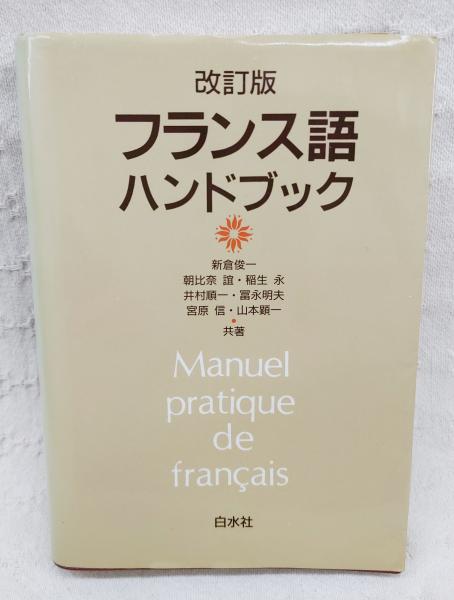 改訂版
フランス語
ハンドブック
新倉俊一
朝比奈 誼・稲生 永
井村順一・冨永明夫
宮原 信・山本顕一
共著
Manuel
pratique
de
français
白水社